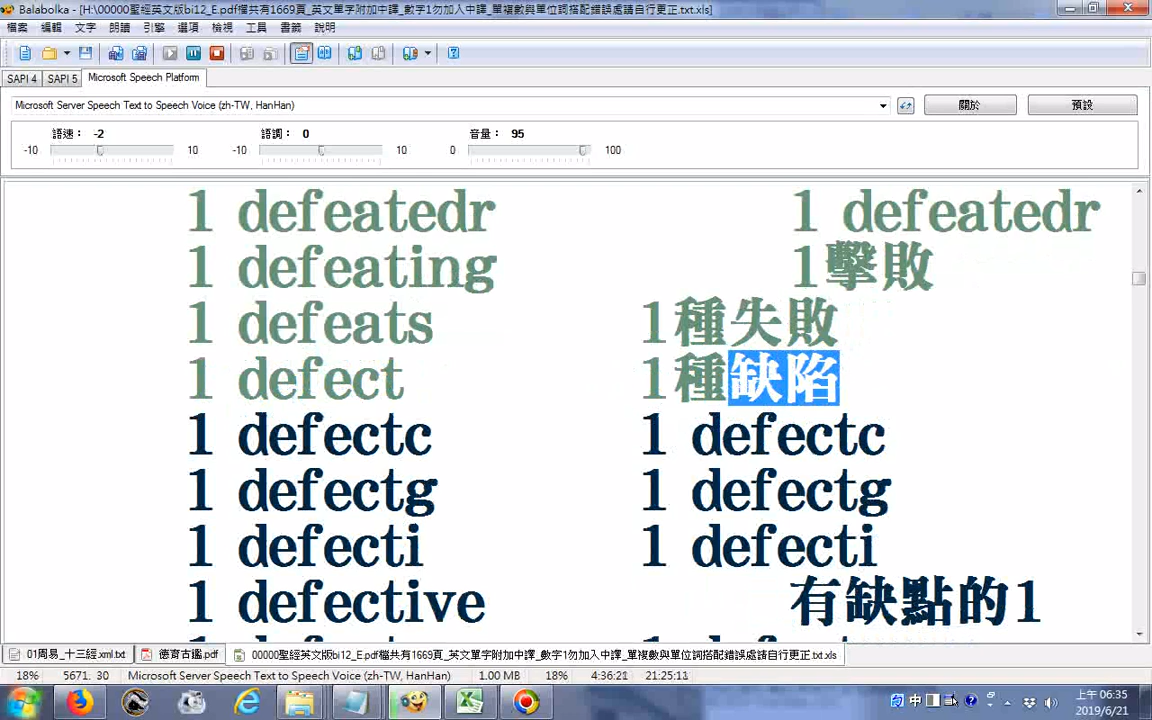 Balabolka - [H:\00000聖經英文版bi12_E.pdf檔共有1669頁_英文單字附加中譯_數字1勿加入中譯_單複數與單位詞搭配錯誤處請自行更正.txt.xls]
檔案 編輯 文字 朗讀 引擎 選項 檢視 工具 書籤 說明
SAPI 4 SAPI 5 Microsoft Speech Platform
Microsoft Server Speech Text to Speech Voice (zh-TW, HanHan) 關於 預設
語速： -2 語調： 0 音量： 95
-10 10 -10 10 0 100
1 defeatedr 1 defeatedr
1 defeating 1擊敗
1 defeats 1種失敗
1 defect 1種缺陷
1 defectc 1 defectc
1 defectg 1 defectg
1 defecti 1 defecti
1 defective 有缺點的1
01周易_十三經.xml.txt 德育古鑑.pdf 00000聖經英文版bi12_E.pdf檔共有1669頁_英文單字附加中譯_數字1勿加入中譯_單複數與單位詞搭配錯誤處請自行更正.txt.xls
18% 5671. 30 Microsoft Server Speech Text to Speech Voice (zh-TW, HanHan) 1.00 MB 18% 4:36:21 21:25:11
中 上午 06:35
2019/6/21